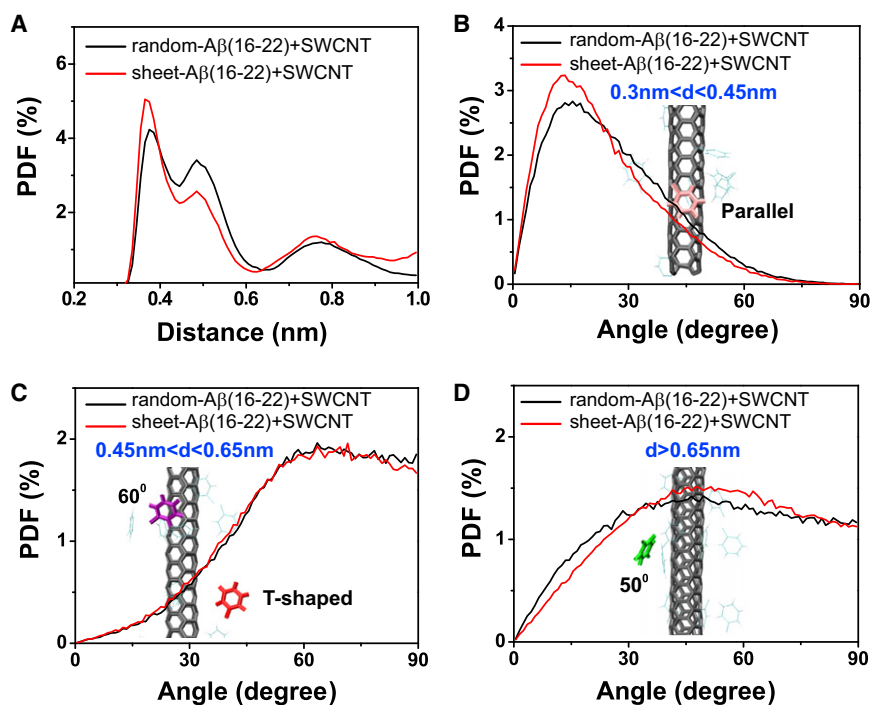 A
random-Aβ(16-22)+SWCNT
sheet-Aβ(16-22)+SWCNT
6
4
2
PDF (%)
0.2 0.4 0.6 0.8 1.0
Distance (nm)
B
random-Aβ(16-22)+SWCNT
sheet-Aβ(16-22)+SWCNT
0.3nm<d<0.45nm
Parallel
4
3
2
1
0
PDF (%)
0 30 60 90
Angle (degree)
C
random-Aβ(16-22)+SWCNT
sheet-Aβ(16-22)+SWCNT
0.45nm<d<0.65nm
60⁰
T-shaped
2
1
0
PDF (%)
0 30 60 90
Angle (degree)
D
random-Aβ(16-22)+SWCNT
sheet-Aβ(16-22)+SWCNT
d>0.65nm
50⁰
2
1
0
PDF (%)
0 30 60 90
Angle (degree)